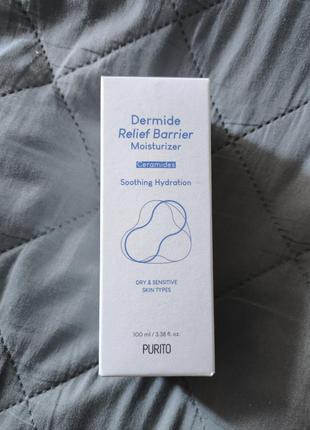 Dermide
Relief Barrier
Moisturizer
Ceramides
Soothing Hydration
DRY & SENSITIVE
SKIN TYPES
100 ml / 3.38 fl. oz.
PURITO